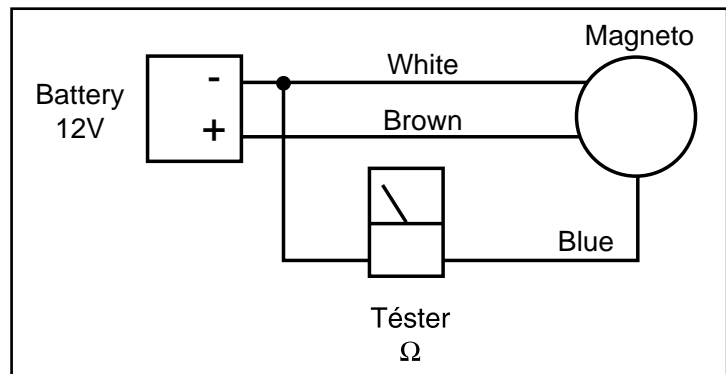 Magneto
White
Battery
12V
-
+
Brown
Blue
Téster
Ω